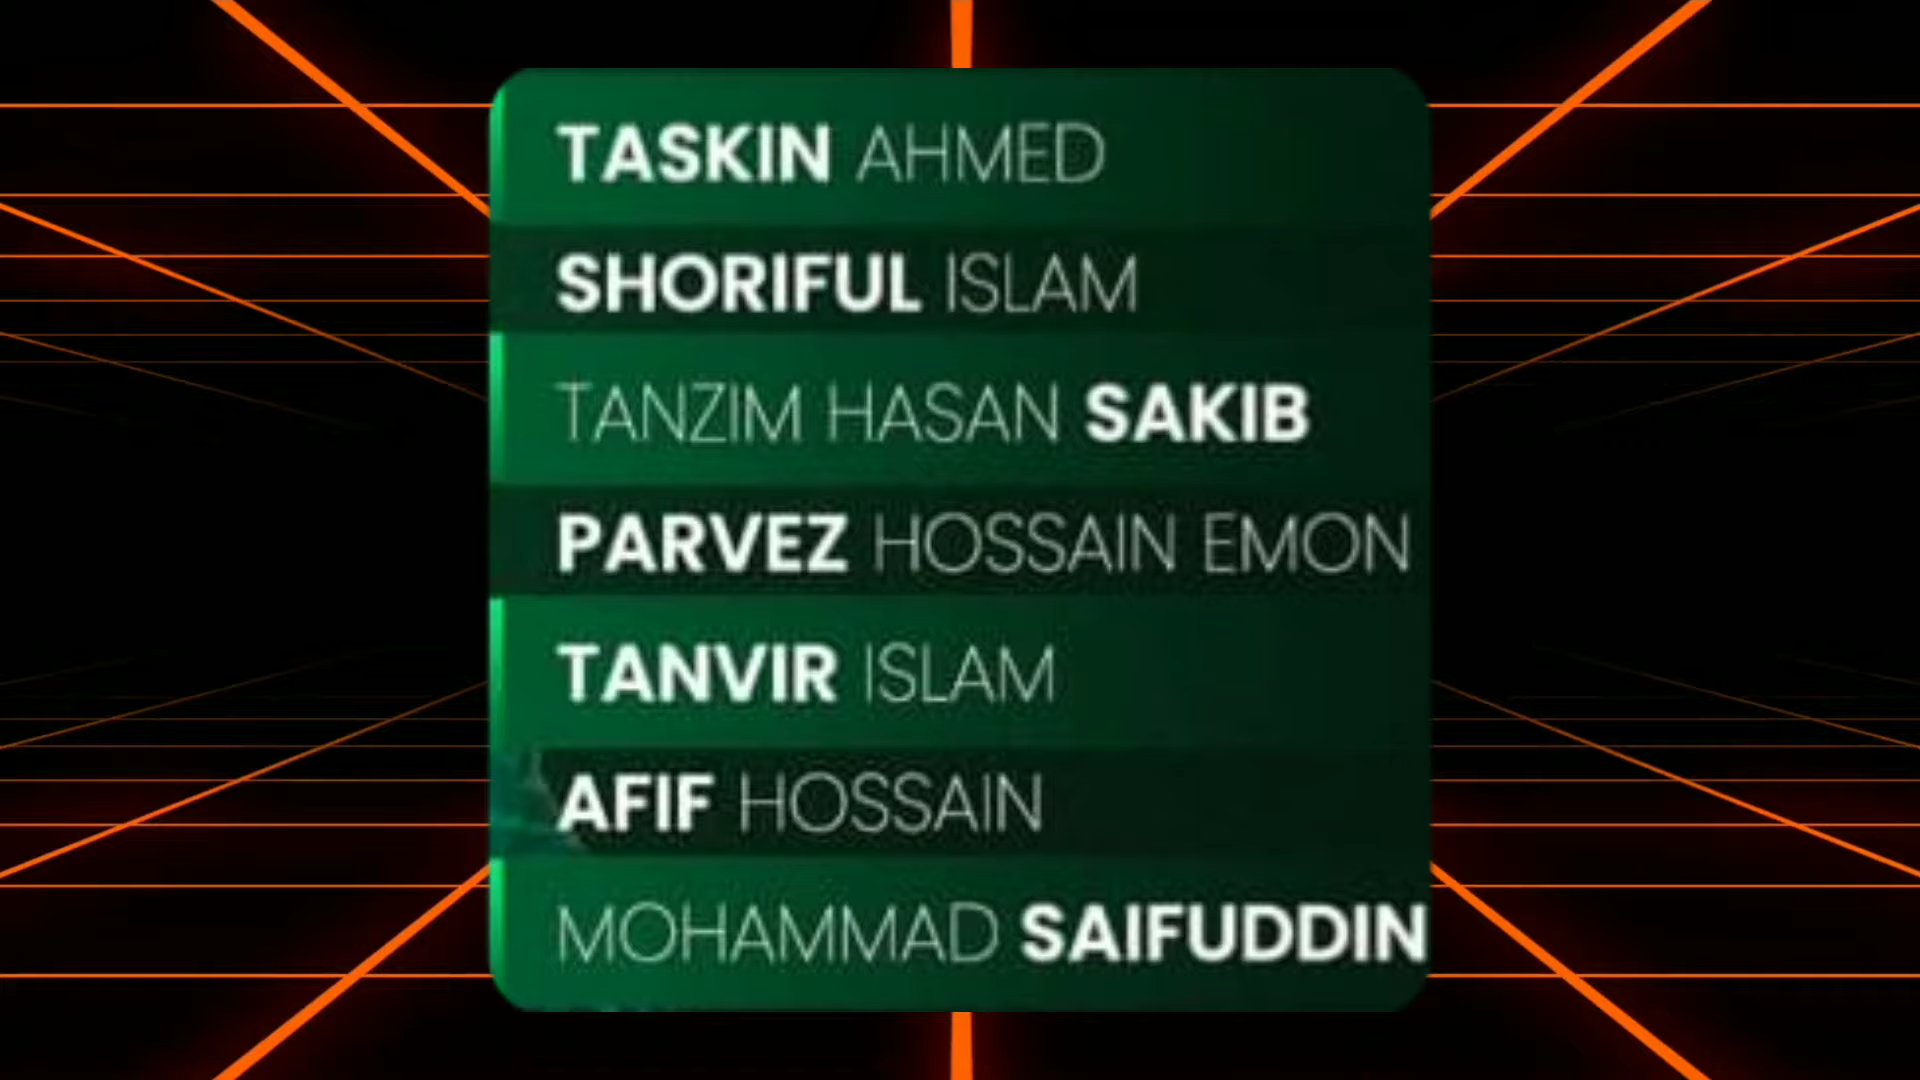 TASKIN AHMED
SHORIFUL ISLAM
TANZIM HASAN SAKIB
PARVEZ HOSSAIN EMON
TANVIR ISLAM
AFIF HOSSAIN
MOHAMMAD SAIFUDDIN